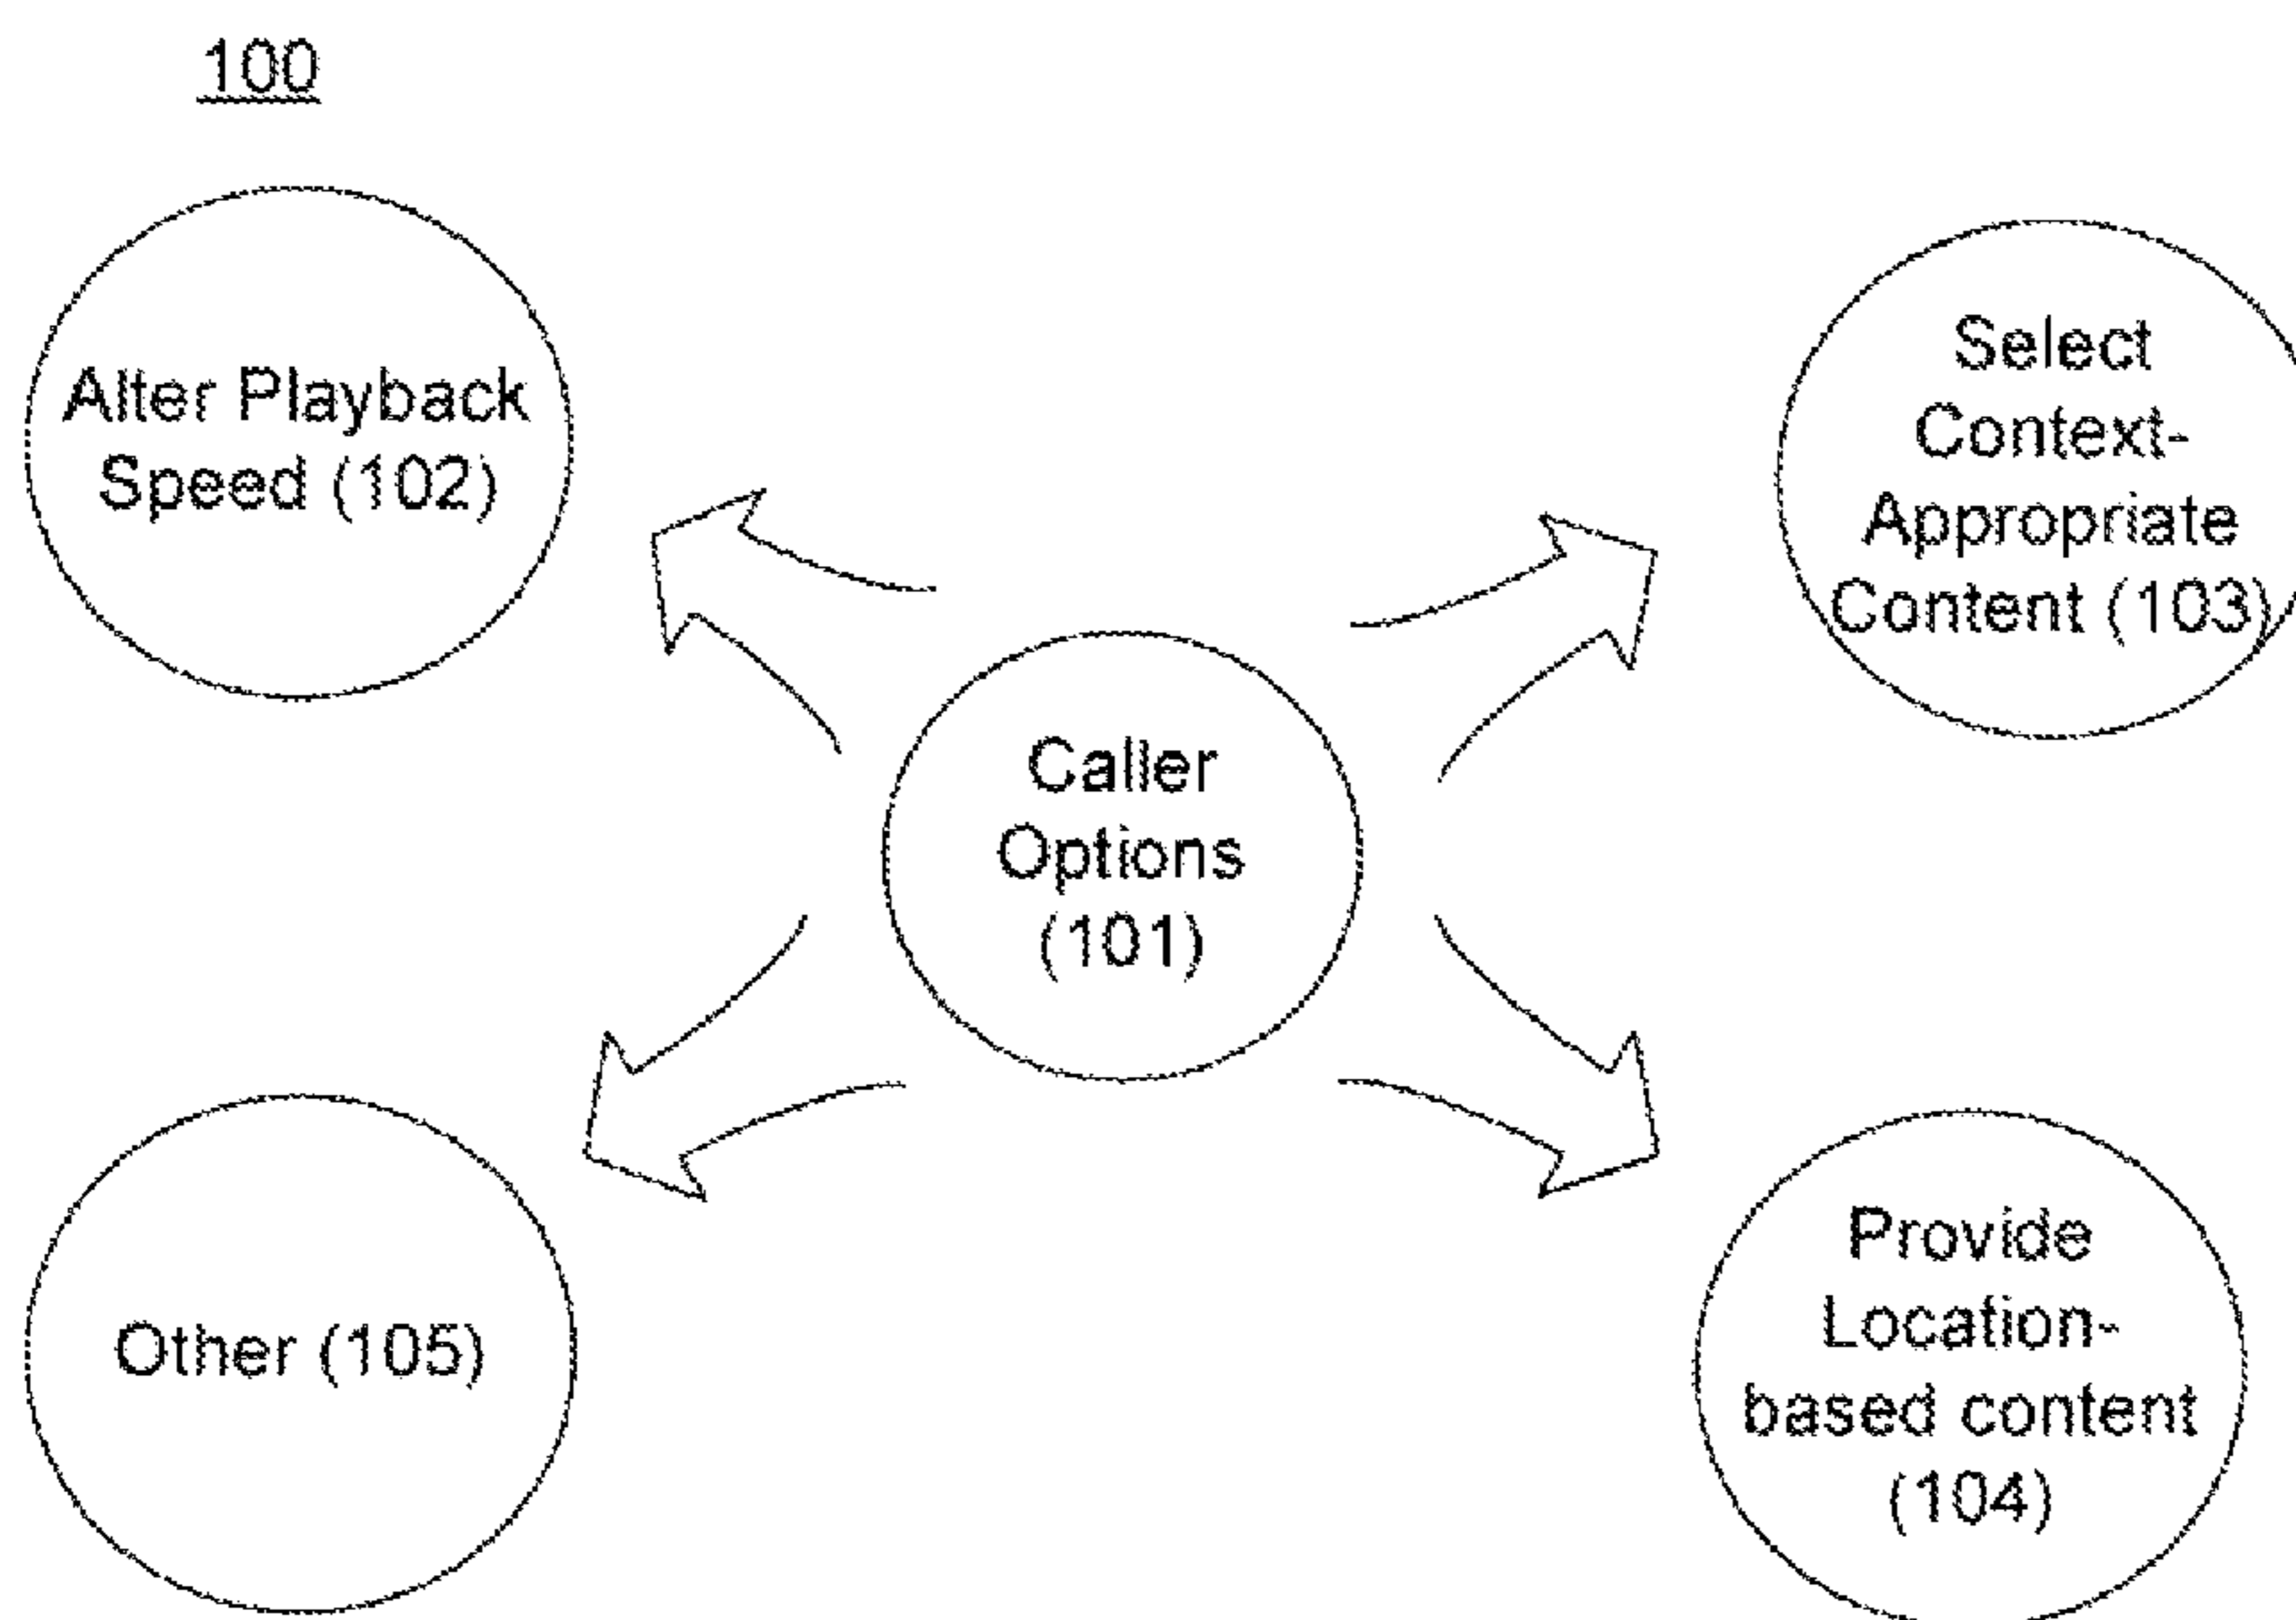 100
Alter Playback
Speed (102)
Select
Context-
Appropriate
Content (103)
Caller
Options
(101)
Other (105)
Provide
Location-
based content
(104)